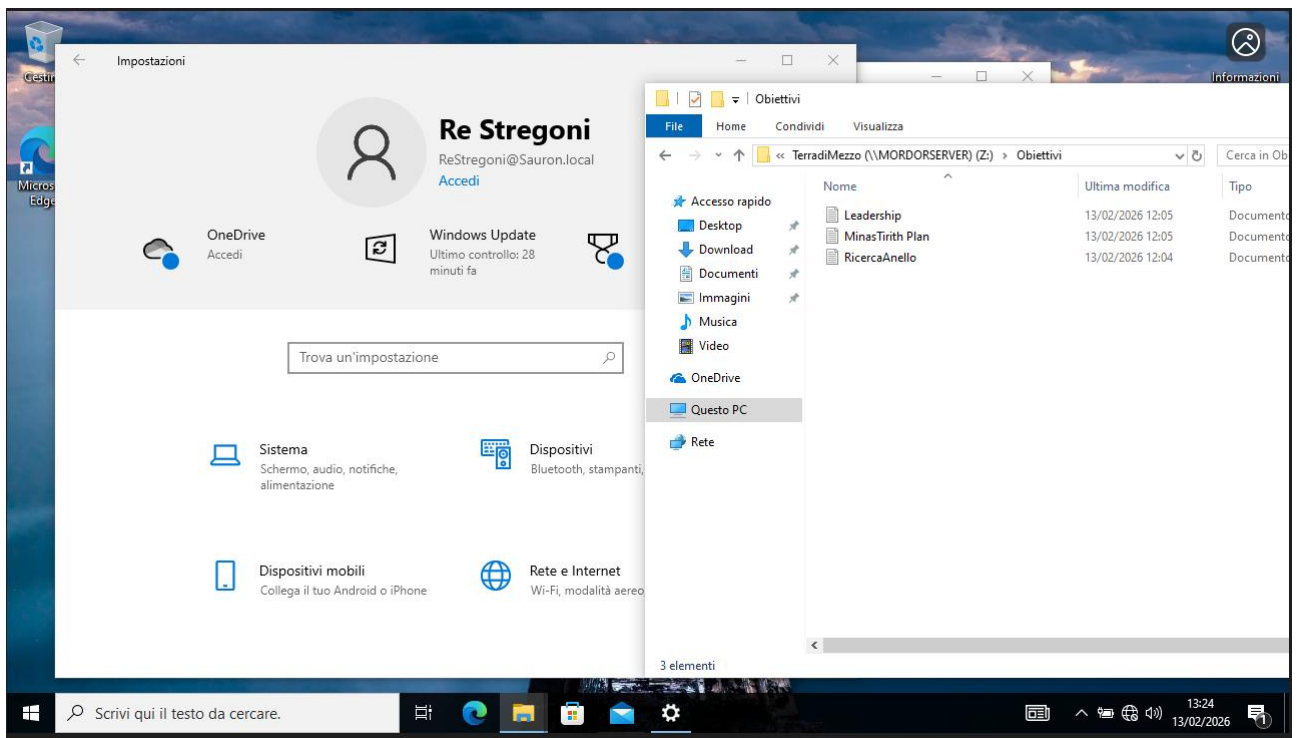 Cestin
Micros
Edge
Informazioni
Impostazioni
Re Stregoni
ReStregoni@Sauron.local
Accedi
OneDrive
Accedi
Windows Update
Ultimo controllo: 28
minuti fa
Trova un'impostazione
Sistema
Schermo, audio, notifiche,
alimentazione
Dispositivi
Bluetooth, stampanti,
Dispositivi mobili
Collega il tuo Android o iPhone
Rete e Internet
Wi-Fi, modalità aereo
Obiettivi
File Home Condividi Visualizza
« TerradiMezzo (\\MORDORSERVER) (Z:) › Obiettivi
Cerca in Ob
Accesso rapido
Desktop
Download
Documenti
Immagini
Musica
Video
OneDrive
Questo PC
Rete
Nome Ultima modifica Tipo
Leadership 13/02/2026 12:05 Documento
MinasTirith Plan 13/02/2026 12:05 Documento
RicercaAnello 13/02/2026 12:04 Documento
3 elementi
Scrivi qui il testo da cercare.
13:24
13/02/2026
1